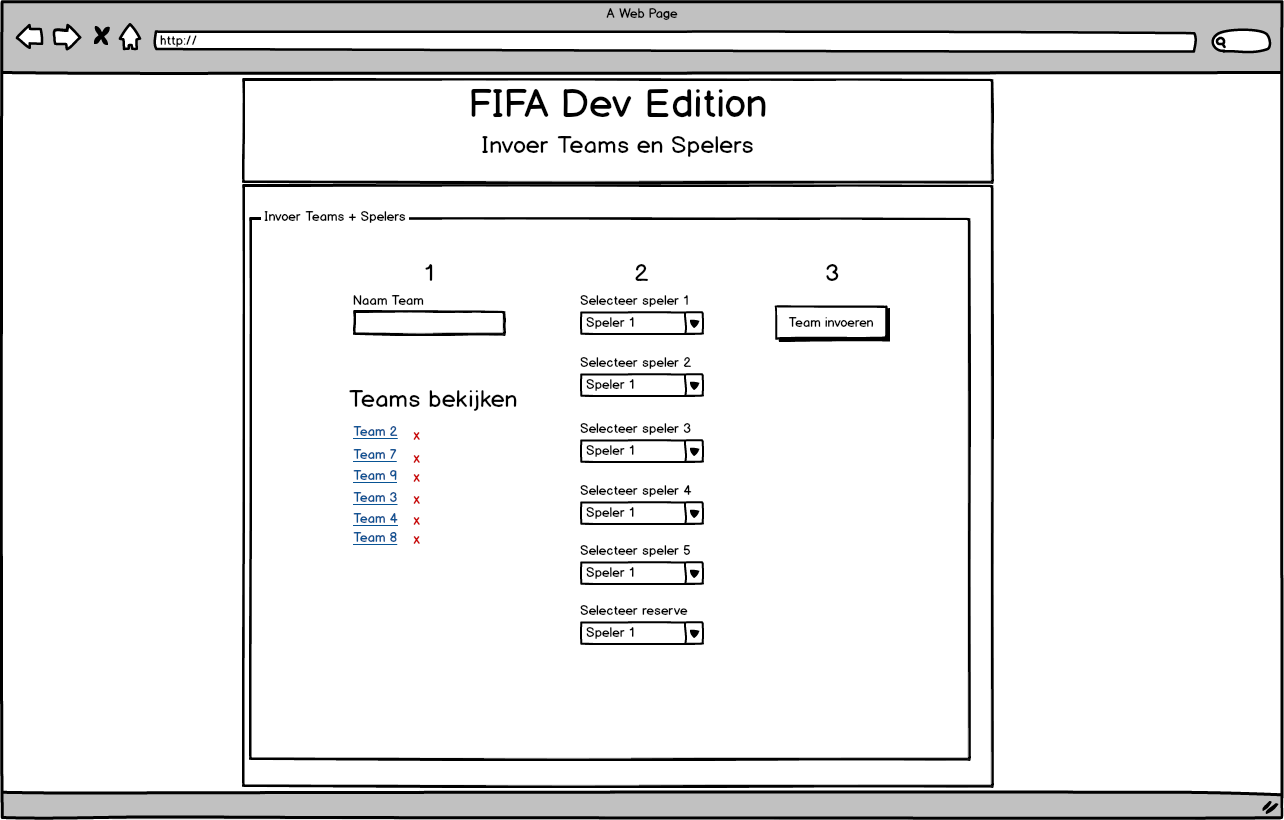 A Web Page
http://
FIFA Dev Edition
Invoer Teams en Spelers
Invoer Teams + Spelers
1
Naam Team
Teams bekijken
Team 2 x
Team 7 x
Team 9 x
Team 3 x
Team 4 x
Team 8 x
2
Selecteer speler 1
Speler 1
Selecteer speler 2
Speler 1
Selecteer speler 3
Speler 1
Selecteer speler 4
Speler 1
Selecteer speler 5
Speler 1
Selecteer reserve
Speler 1
3
Team invoeren